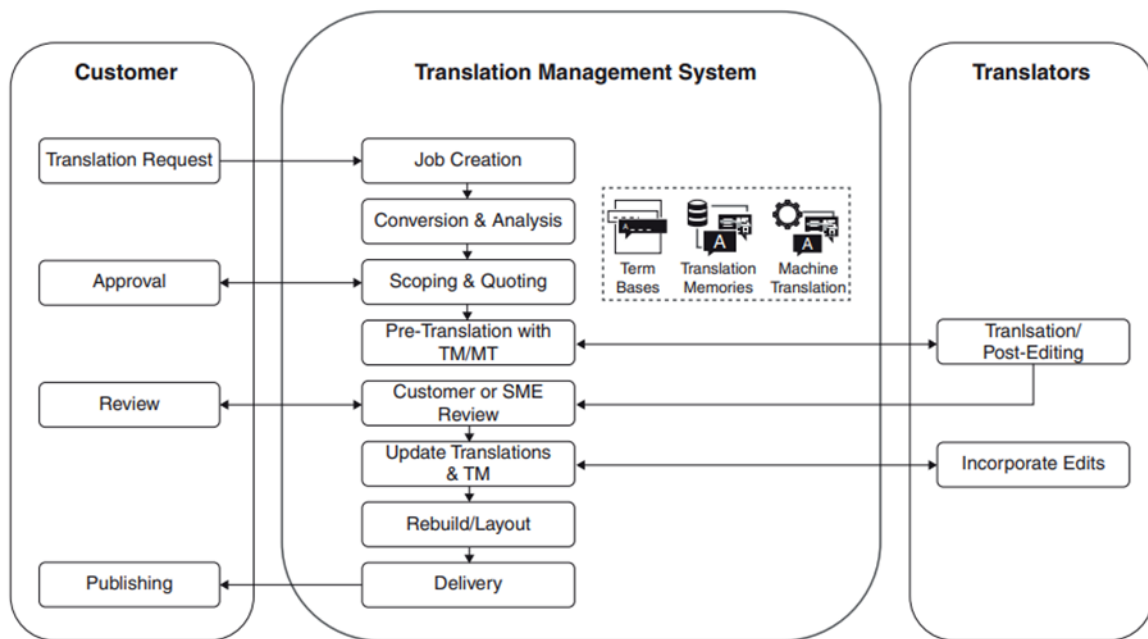 Customer
Translation Management System
Translators
Translation Request
Job Creation
Conversion & Analysis
Term
Bases
Translation
Memories
Machine
Translation
Approval
Scoping & Quoting
Pre-Translation with
TM/MT
Tranlsation/
Post-Editing
Review
Customer or SME
Review
Update Translations
& TM
Incorporate Edits
Rebuild/Layout
Publishing
Delivery
A
A
A